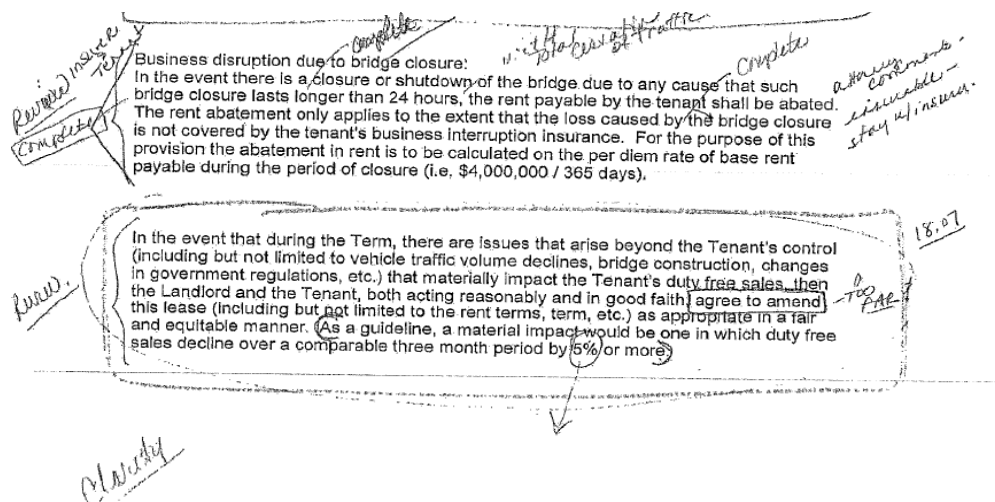 complete
of traffic.
Complete
Business disruption due to bridge closure:
In the event there is a closure or shutdown of the bridge due to any cause that such
bridge closure lasts longer than 24 hours, the rent payable by the tenant shall be abated.
The rent abatement only applies to the extent that the loss caused by the bridge closure
is not covered by the tenant's business interruption insurance. For the purpose of this
provision the abatement in rent is to be calculated on the per diem rate of base rent
payable during the period of closure (i.e. $4,000,000 / 365 days).
Review
complete
comment.
stay w/insurer.
18.07
In the event that during the Term, there are issues that arise beyond the Tenant's control
(including but not limited to vehicle traffic volume declines, bridge construction, changes
in government regulations, etc.) that materially impact the Tenant's duty free sales, then
the Landlord and the Tenant, both acting reasonably and in good faith agree to amend
this lease (including but not limited to the rent terms, term, etc.) as appropriate in a fair
and equitable manner. As a guideline, a material impact would be one in which duty free
sales decline over a comparable three month period by 5% or more.
TOO
FAR
Clarity